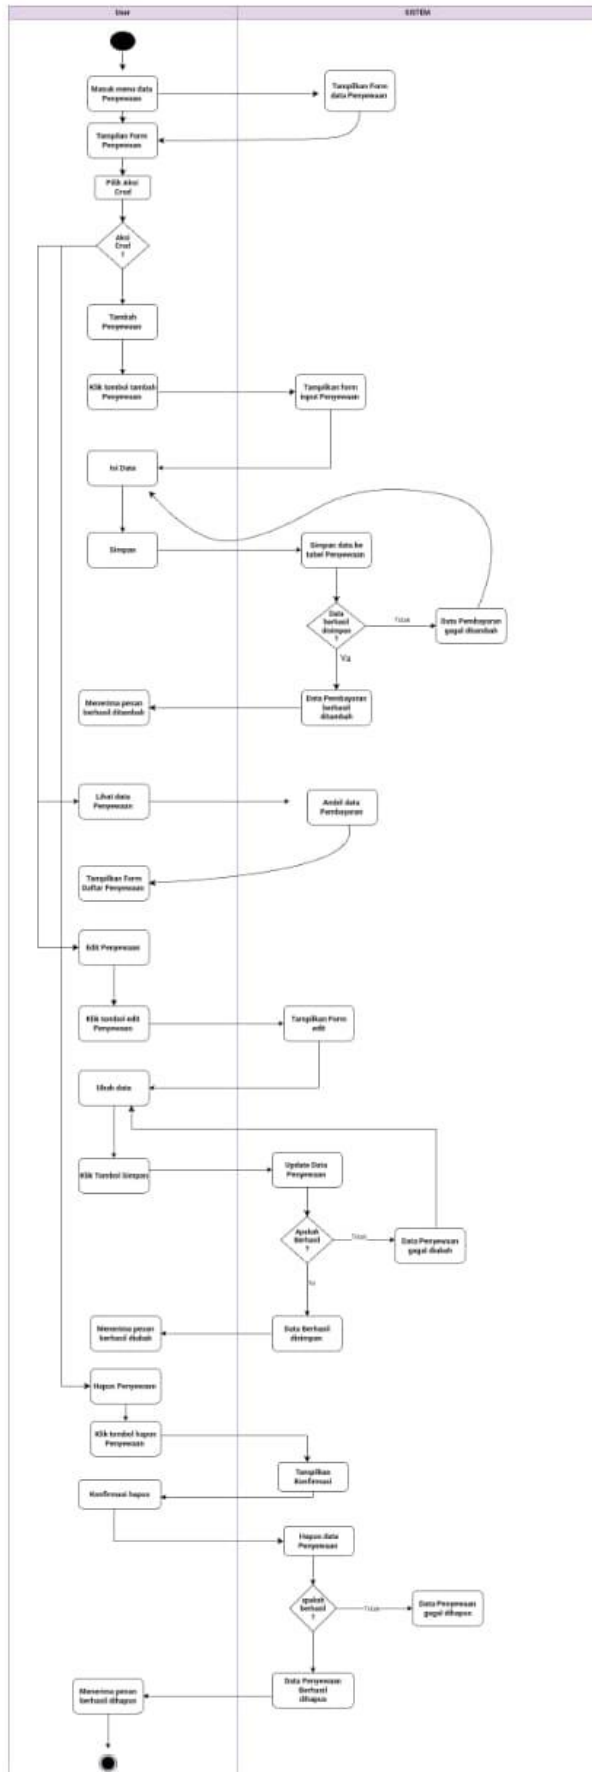 User
SISTEM
Masuk menu data
Penyewaan
Tampilkan Form
data Penyewaan
Tampilan Form
Penyewaan
Pilih Aksi
Crud
Aksi
Crud
?
Tambah
Penyewaan
Klik tombol tambah
Penyewaan
Tampilkan form
input Penyewaan
Isi Data
Simpan
Simpan data ke
tabel Penyewaan
Data
berhasil
disimpan
?
Tidak
Data Pembayaran
gagal ditambah
Ya
Menerima pesan
berhasil ditambah
Data Pembayaran
berhasil
ditambah
Lihat data
Penyewaan
Ambil data
Pembayaran
Tampilkan Form
Daftar Penyewaan
Edit Penyewaan
Klik tombol edit
Penyewaan
Tampilkan Form
edit
Ubah data
Klik Tombol Simpan
Update Data
Penyewaan
Apakah
Berhasil
?
Tidak
Data Penyewaan
gagal diubah
Ya
Menerima pesan
berhasil diubah
Data Berhasil
disimpan
Hapus Penyewaan
Klik tombol hapus
Penyewaan
Tampilkan
Konfirmasi
Konfirmasi hapus
Hapus data
Penyewaan
apakah
berhasil
?
Tidak
Data Penyewaan
gagal dihapus
Menerima pesan
berhasil dihapus
Data Penyewaan
Berhasil
dihapus